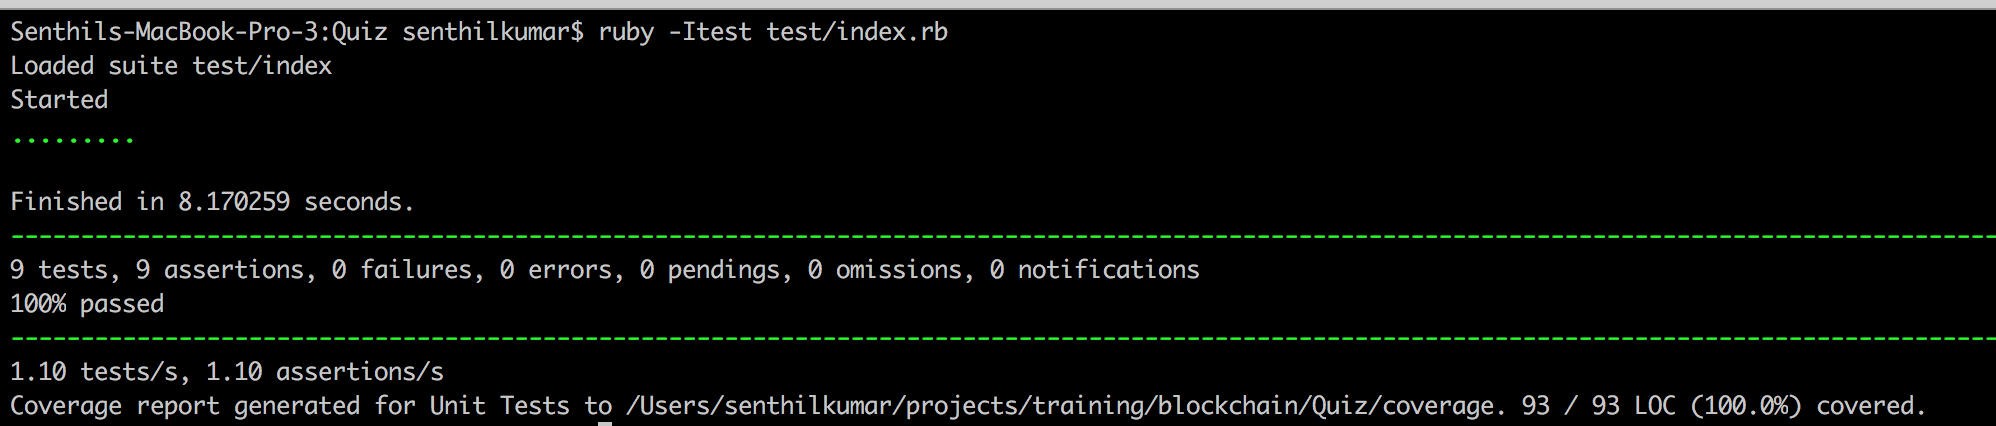 Senthils-MacBook-Pro-3:Quiz senthilkumar$ ruby -Itest test/index.rb
Loaded suite test/index
Started
.........
Finished in 8.170259 seconds.
---------------------------------------------------------------------------------------------------------------------------------------------
9 tests, 9 assertions, 0 failures, 0 errors, 0 pendings, 0 omissions, 0 notifications
100% passed
---------------------------------------------------------------------------------------------------------------------------------------------
1.10 tests/s, 1.10 assertions/s
Coverage report generated for Unit Tests to /Users/senthilkumar/projects/training/blockchain/Quiz/coverage. 93 / 93 LOC (100.0%) covered.